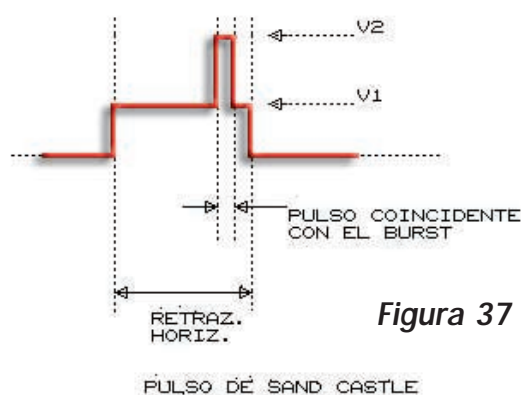 V2
V1
PULSO COINCIDENTE
CON EL BURST
RETRAZ.
HORIZ.
Figura 37
PULSO DE SAND CASTLE